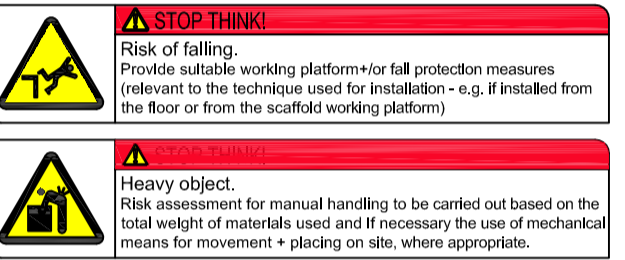 STOP THINK!
Risk of falling.
Provide suitable working platform+/or fall protection measures
(relevant to the technique used for installation - e.g. if installed from
the floor or from the scaffold working platform)
STOP THINK!
Heavy object.
Risk assessment for manual handling to be carried out based on the
total weight of materials used and If necessary the use of mechanical
means for movement + placing on site, where appropriate.